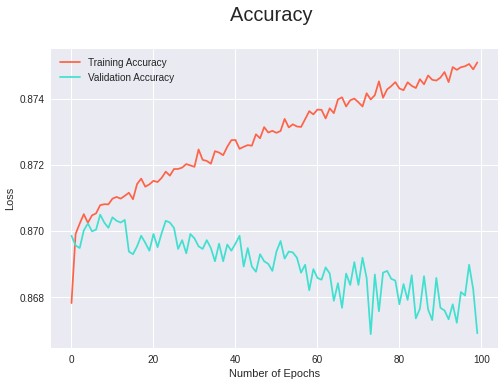 Accuracy
Training Accuracy
Validation Accuracy
0.874
0.872
0.870
0.868
Loss
0
20
40
60
80
100
Number of Epochs